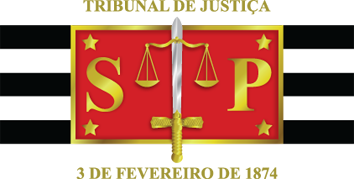 TRIBUNAL DE JUSTIÇA
S P
3 DE FEVEREIRO DE 1874